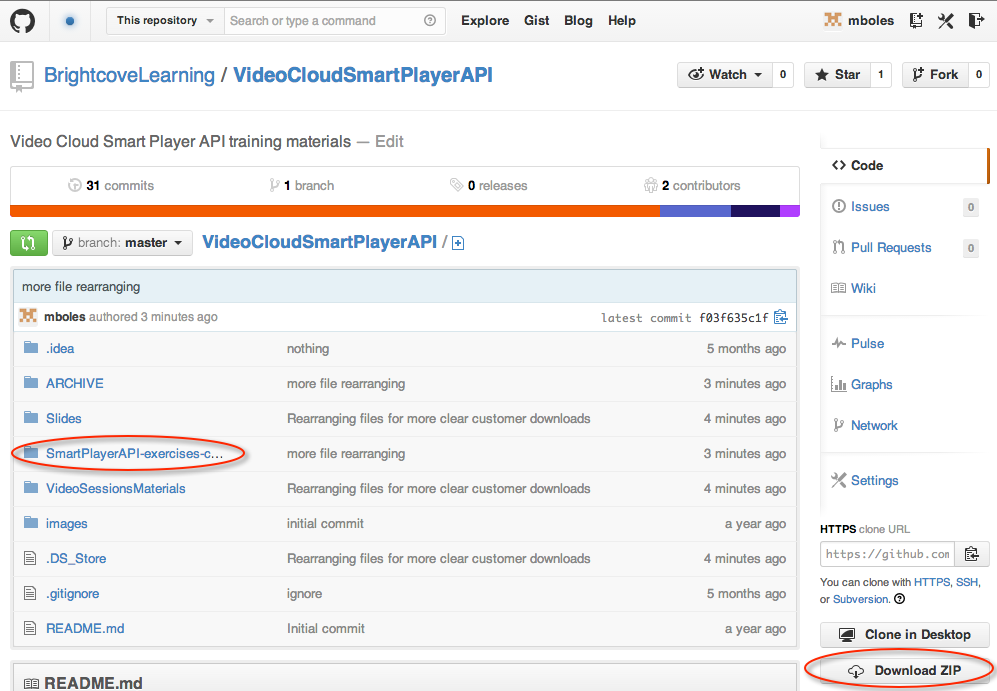 This repository Search or type a command Explore Gist Blog Help mboles
BrightcoveLearning / VideoCloudSmartPlayerAPI Watch 0 Star 1 Fork 0
Video Cloud Smart Player API training materials — Edit
31 commits 1 branch 0 releases 2 contributors
branch: master VideoCloudSmartPlayerAPI /
more file rearranging
mboles authored 3 minutes ago latest commit f03f635c1f
.idea nothing 5 months ago
ARCHIVE more file rearranging 3 minutes ago
Slides Rearranging files for more clear customer downloads 4 minutes ago
SmartPlayerAPI-exercises-c... more file rearranging 3 minutes ago
VideoSessionsMaterials Rearranging files for more clear customer downloads 4 minutes ago
images initial commit a year ago
.DS_Store Rearranging files for more clear customer downloads 4 minutes ago
.gitignore ignore 5 months ago
README.md Initial commit a year ago
README.md
Code
Issues 0
Pull Requests 0
Wiki
Pulse
Graphs
Network
Settings
HTTPS clone URL
https://github.com
You can clone with HTTPS, SSH,
or Subversion.
Clone in Desktop
Download ZIP